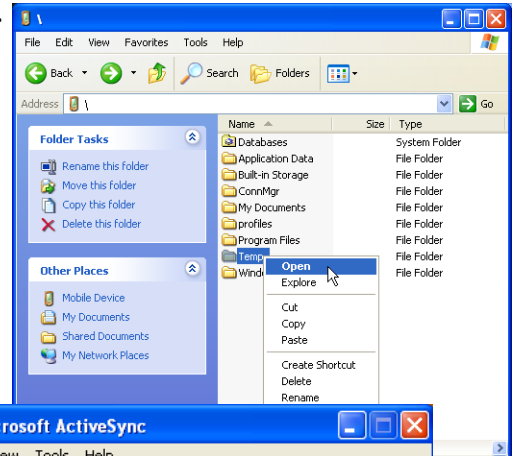 \
File Edit View Favorites Tools Help
Back Search Folders
Address \ Go
Folder Tasks
Rename this folder
Move this folder
Copy this folder
Delete this folder
Other Places
Mobile Device
My Documents
Shared Documents
My Network Places
Name Size Type
Databases System Folder
Application Data File Folder
Built-in Storage File Folder
ConnMgr File Folder
My Documents File Folder
profiles File Folder
Program Files File Folder
Temp File Folder
Wind File Folder
Open
Explore
Cut
Copy
Paste
Create Shortcut
Delete
Rename
crosoft ActiveSync
ew Tools Help